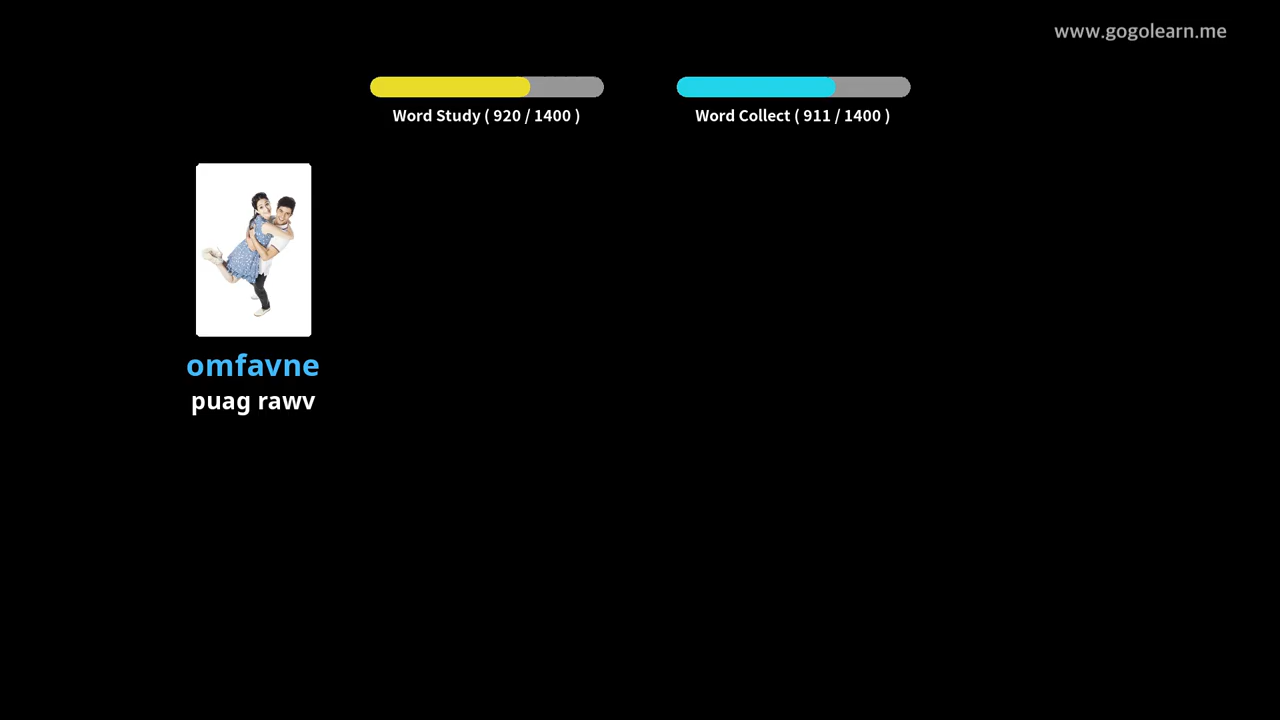 www.gogolearn.me
Word Study ( 920 / 1400 )
Word Collect ( 911 / 1400 )
omfavne
puag rawv